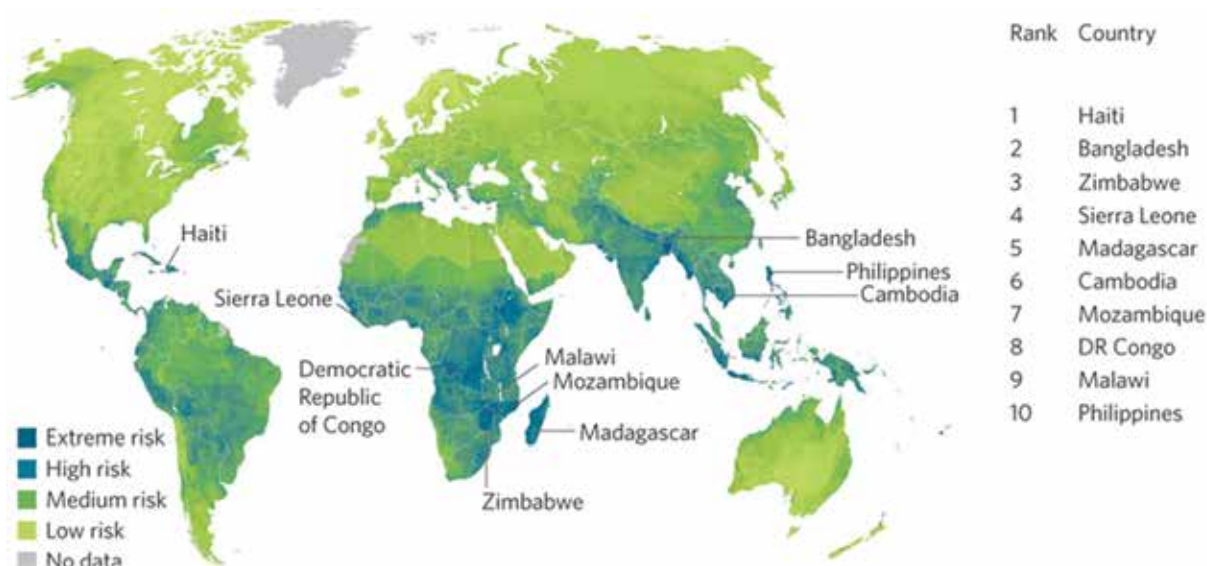 Rank Country
1 Haiti
2 Bangladesh
3 Zimbabwe
4 Sierra Leone
5 Madagascar
6 Cambodia
7 Mozambique
8 DR Congo
9 Malawi
10 Philippines
Haiti
Sierra Leone
Democratic
Republic
of Congo
Bangladesh
Philippines
Cambodia
Malawi
Mozambique
Madagascar
Zimbabwe
Extreme risk
High risk
Medium risk
Low risk
No data